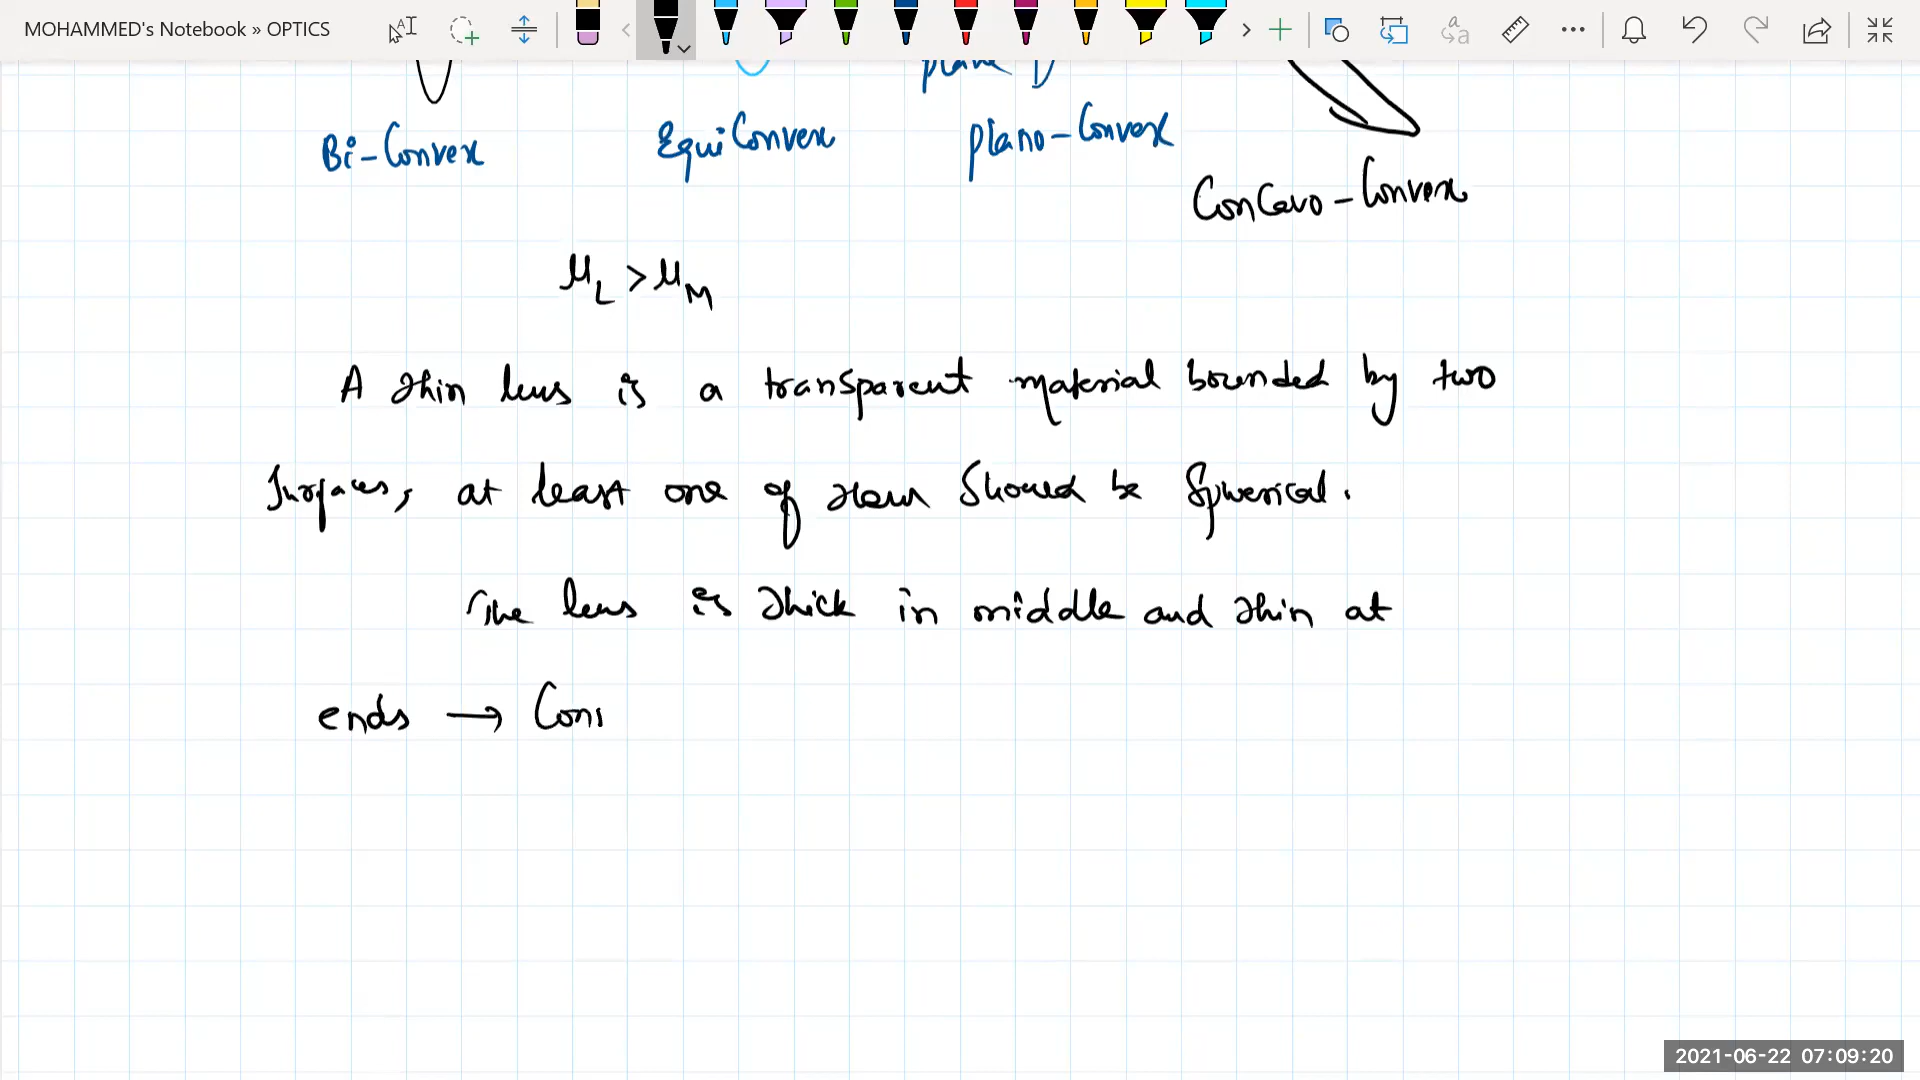 MOHAMMED's Notebook » OPTICS
plane
Bi-Convex
Equi Convex
Plano-Convex
Concavo-Convex
μL > μM
A thin lens is a transparent material bounded by two
surfaces, at least one of them should be spherical.
The lens is thick in middle and thin at
ends → Con
2021-06-22 07:09:20